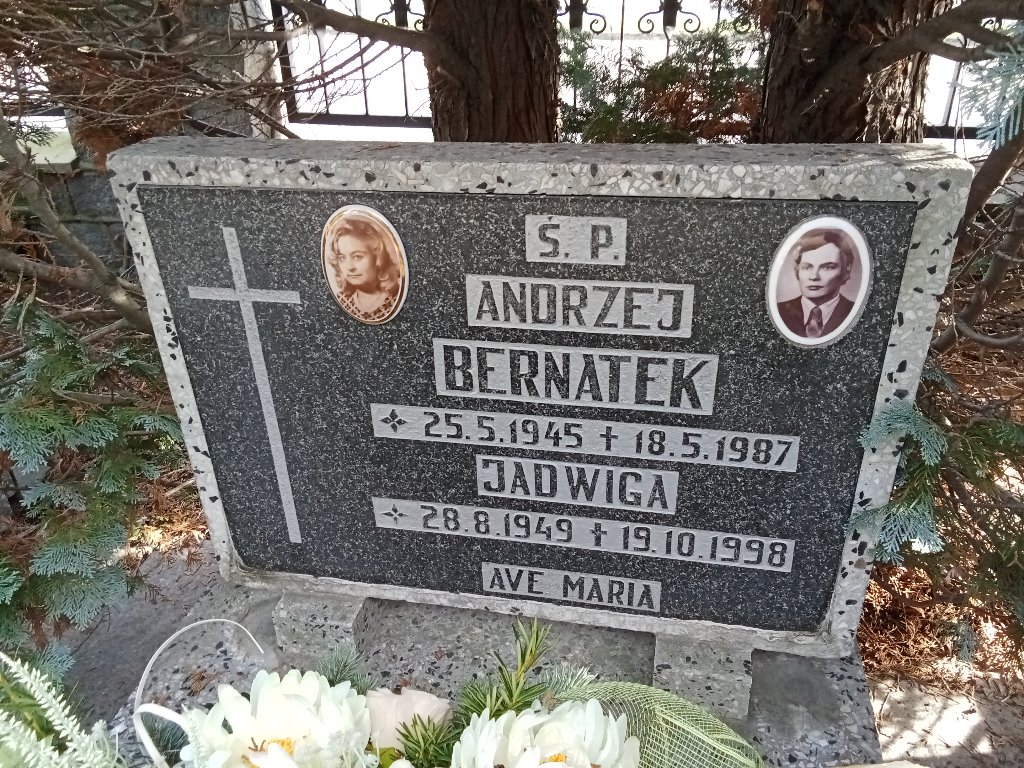 Ś. P.
ANDRZEJ
BERNATEK
25.5.1945 + 18.5.1987
JADWIGA
28.8.1949 + 19.10.1998
AVE MARIA